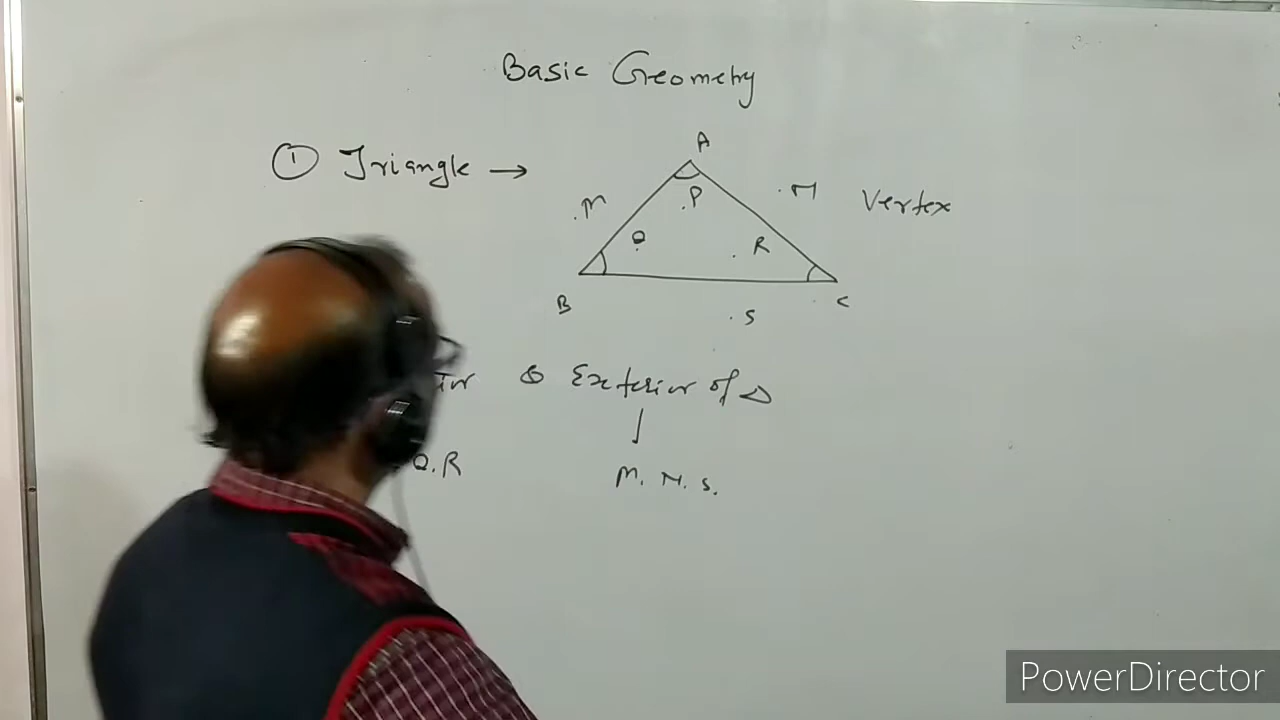 Basic Geometry
① Triangle →
A
M
P
N
Vertex
Q
R
B
C
S
& Exterior of Δ
Q. R
M. N. S.
PowerDirector